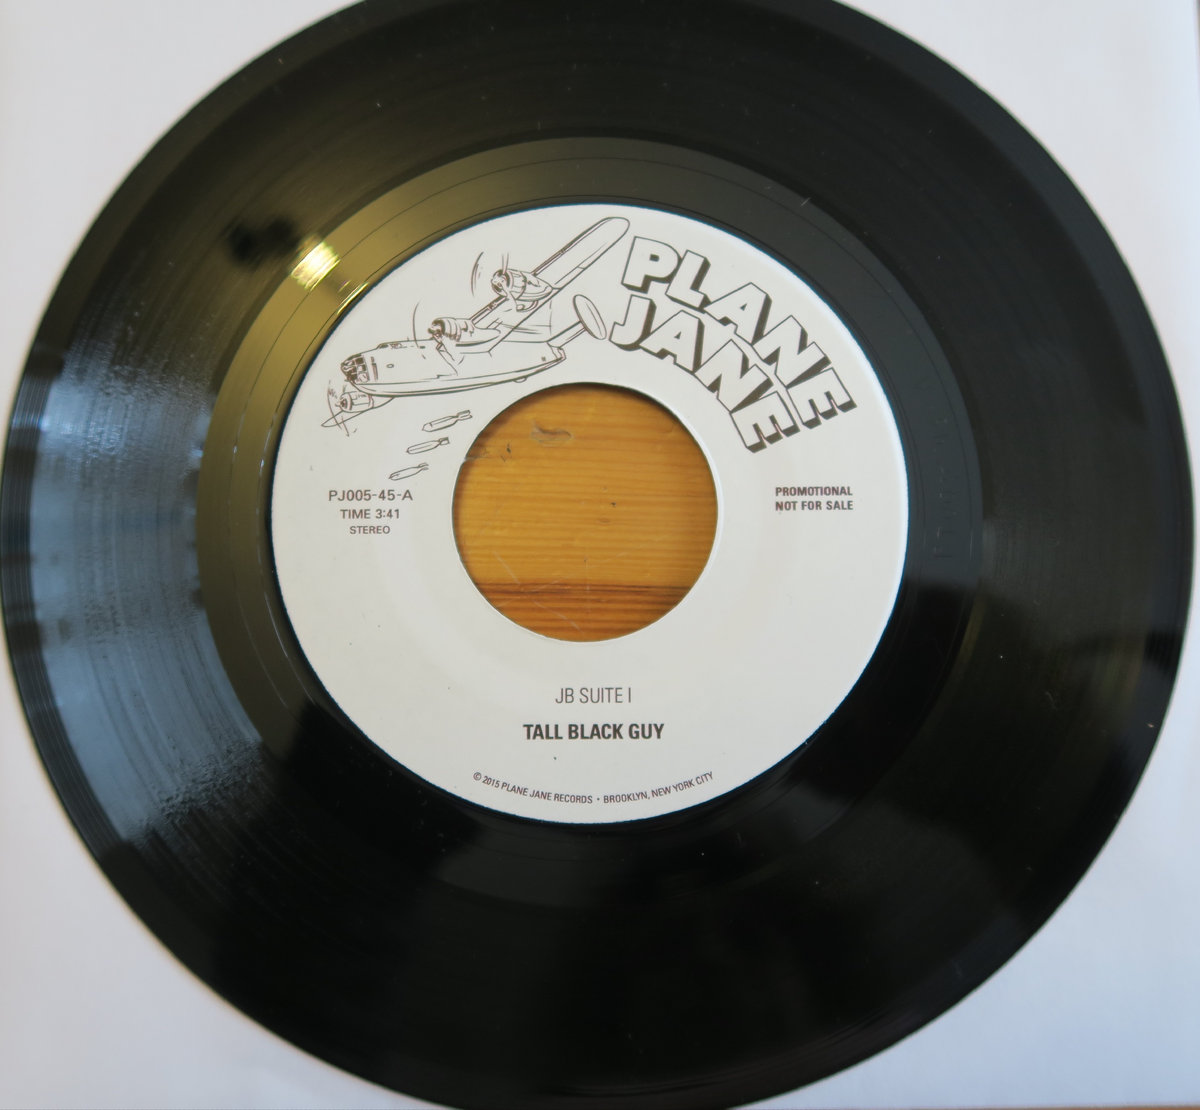 PLANE
JANE
PJ005-45-A
TIME 3:41
STEREO
PROMOTIONAL
NOT FOR SALE
JB SUITE I
TALL BLACK GUY
© 2015 PLANE JANE RECORDS • BROOKLYN, NEW YORK CITY